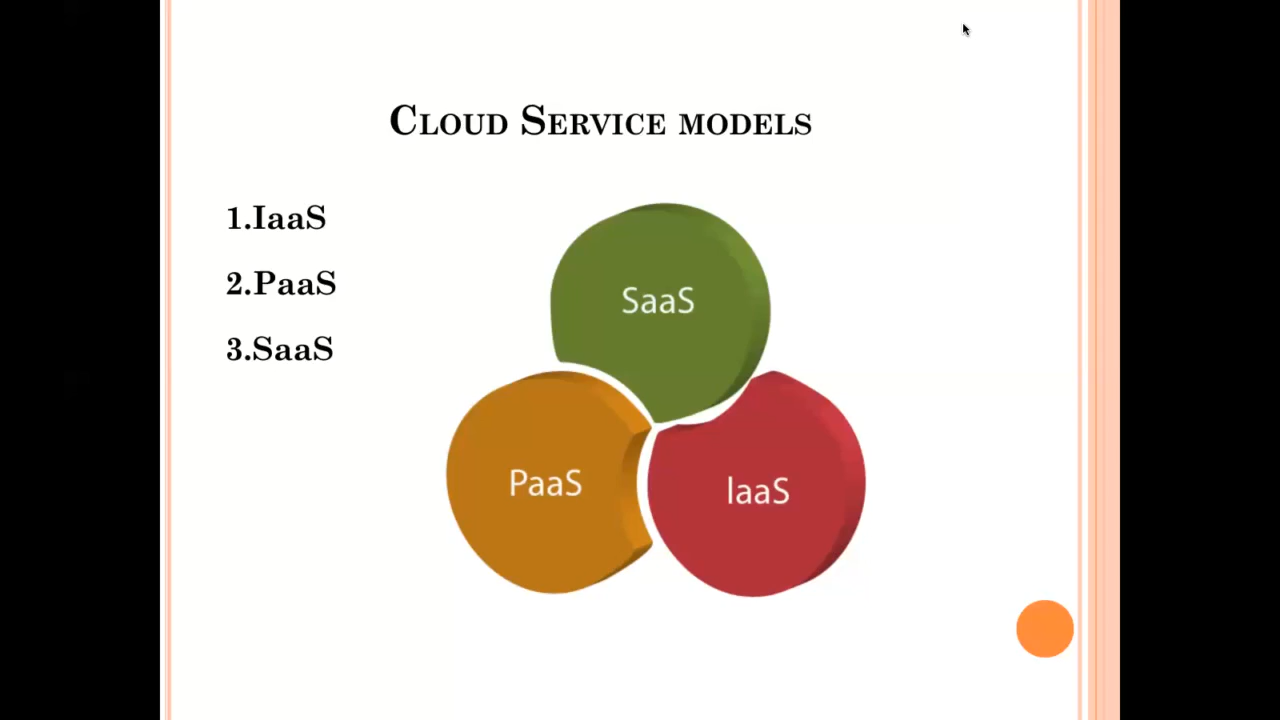 Cloud Service models
1.IaaS
2.PaaS
3.SaaS
SaaS
PaaS
IaaS